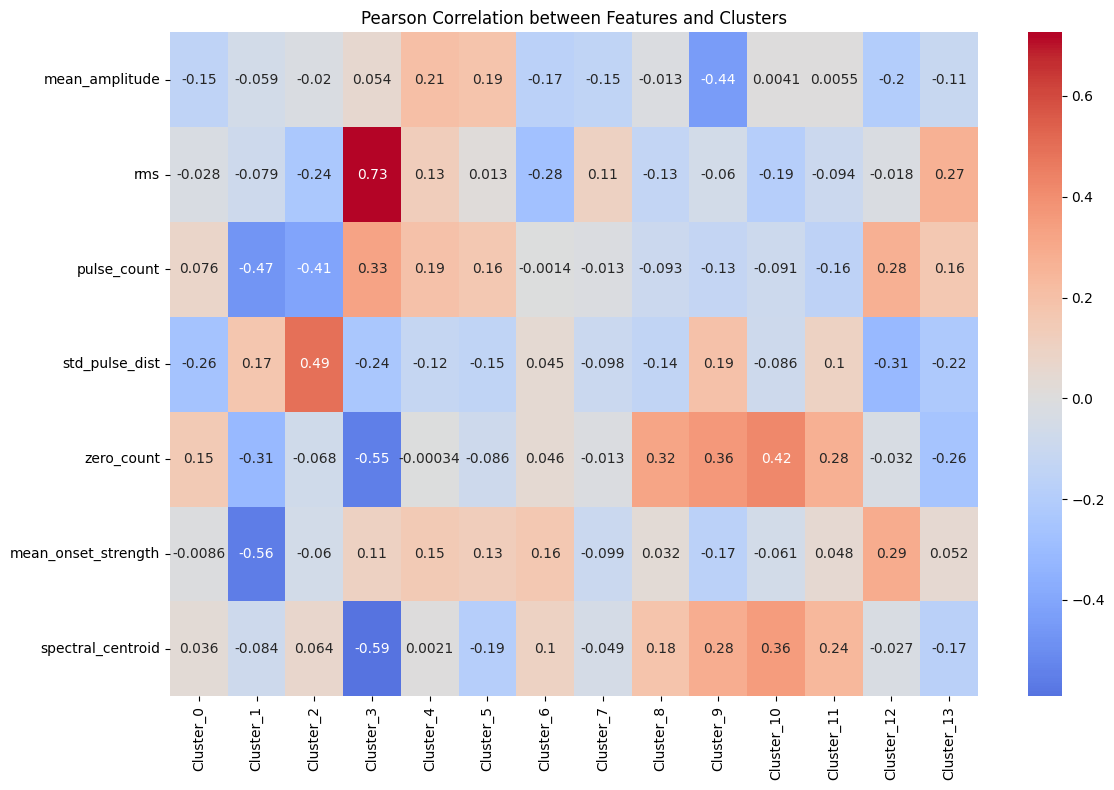 Pearson Correlation between Features and Clusters
mean_amplitude -0.15 -0.059 -0.02 0.054 0.21 0.19 -0.17 -0.15 -0.013 -0.44 0.0041 0.0055 -0.2 -0.11
rms -0.028 -0.079 -0.24 0.73 0.13 0.013 -0.28 0.11 -0.13 -0.06 -0.19 -0.094 -0.018 0.27
pulse_count 0.076 -0.47 -0.41 0.33 0.19 0.16 -0.0014 -0.013 -0.093 -0.13 -0.091 -0.16 0.28 0.16
std_pulse_dist -0.26 0.17 0.49 -0.24 -0.12 -0.15 0.045 -0.098 -0.14 0.19 -0.086 0.1 -0.31 -0.22
zero_count 0.15 -0.31 -0.068 -0.55 -0.00034 -0.086 0.046 -0.013 0.32 0.36 0.42 0.28 -0.032 -0.26
mean_onset_strength -0.0086 -0.56 -0.06 0.11 0.15 0.13 0.16 -0.099 0.032 -0.17 -0.061 0.048 0.29 0.052
spectral_centroid 0.036 -0.084 0.064 -0.59 0.0021 -0.19 0.1 -0.049 0.18 0.28 0.36 0.24 -0.027 -0.17
Cluster_0 Cluster_1 Cluster_2 Cluster_3 Cluster_4 Cluster_5 Cluster_6 Cluster_7 Cluster_8 Cluster_9 Cluster_10 Cluster_11 Cluster_12 Cluster_13
0.6
0.4
0.2
0.0
−0.2
−0.4